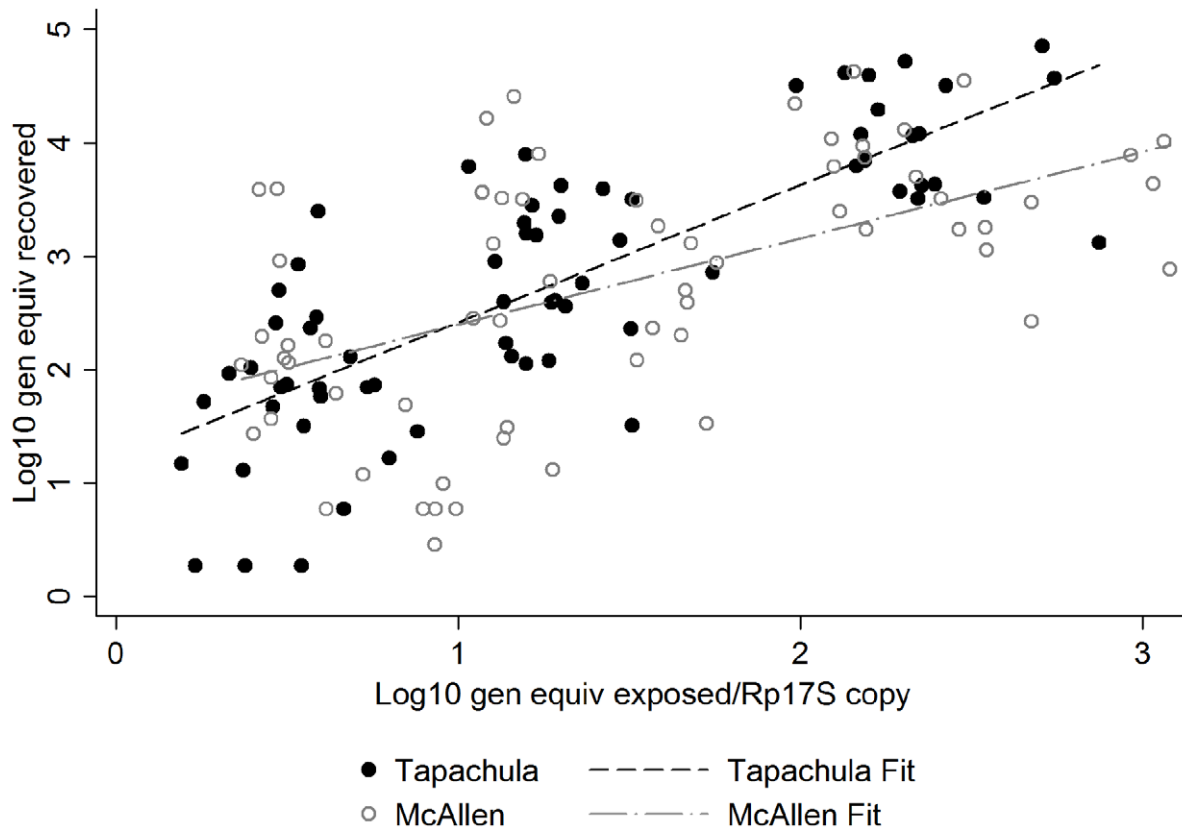 Log10 gen equiv recovered
5
4
3
2
1
0
0 1 2 3
Log10 gen equiv exposed/Rp17S copy
Tapachula Tapachula Fit
McAllen McAllen Fit